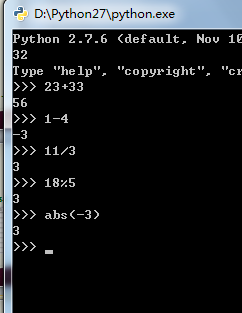 D:\Python27\python.exe
Python 2.7.6 (default, Nov 10
32
Type "help", "copyright", "cr
>>> 23+33
56
>>> 1-4
-3
>>> 11/3
3
>>> 18%5
3
>>> abs(-3)
3
>>>